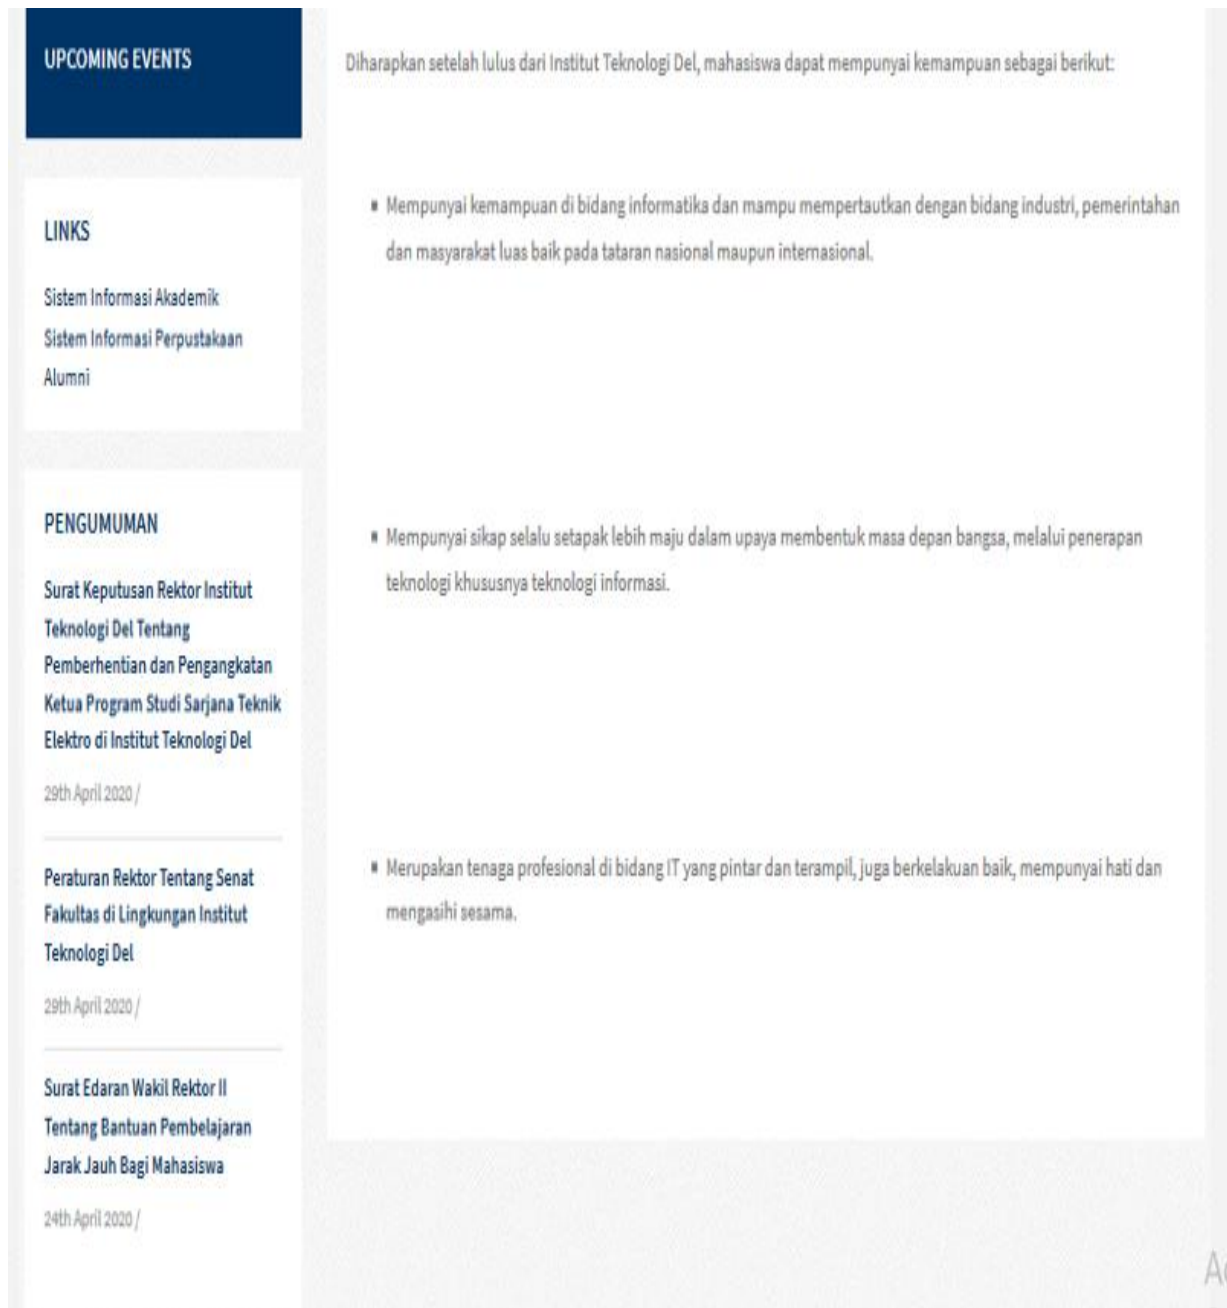 UPCOMING EVENTS
LINKS
Sistem Informasi Akademik
Sistem Informasi Perpustakaan
Alumni
PENGUMUMAN
Surat Keputusan Rektor Institut
Teknologi Del Tentang
Pemberhentian dan Pengangkatan
Ketua Program Studi Sarjana Teknik
Elektro di Institut Teknologi Del
29th April 2020 /
Peraturan Rektor Tentang Senat
Fakultas di Lingkungan Institut
Teknologi Del
29th April 2020 /
Surat Edaran Wakil Rektor II
Tentang Bantuan Pembelajaran
Jarak Jauh Bagi Mahasiswa
24th April 2020 /
Diharapkan setelah lulus dari Institut Teknologi Del, mahasiswa dapat mempunyai kemampuan sebagai berikut:
▪ Mempunyai kemampuan di bidang informatika dan mampu mempertautkan dengan bidang industri, pemerintahan
dan masyarakat luas baik pada tataran nasional maupun internasional.
▪ Mempunyai sikap selalu setapak lebih maju dalam upaya membentuk masa depan bangsa, melalui penerapan
teknologi khususnya teknologi informasi.
▪ Merupakan tenaga profesional di bidang IT yang pintar dan terampil, juga berkelakuan baik, mempunyai hati dan
mengasihi sesama.